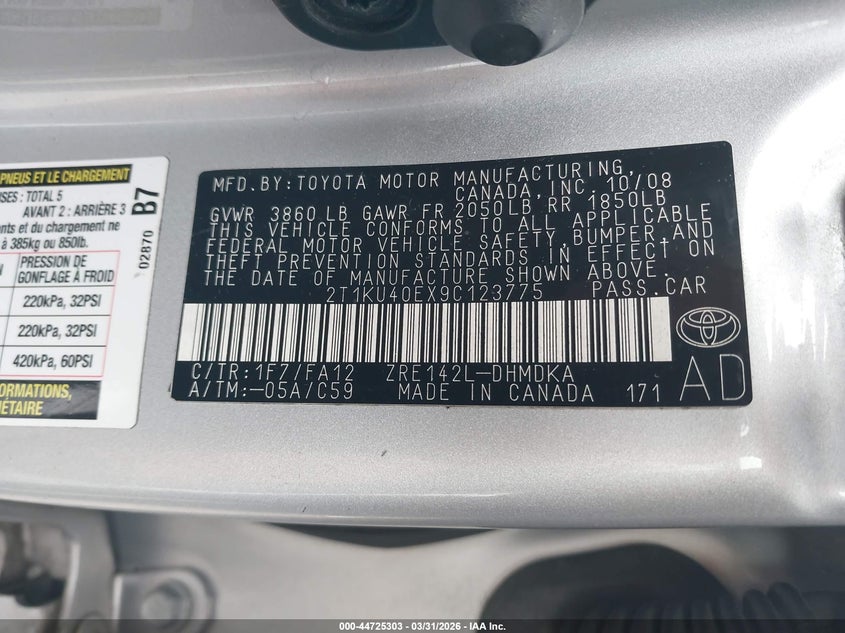 PNEUS ET LE CHARGEMENT
TOTAL 5
AVANT 2 : ARRIÈRE 3
et du chargement ne
à 385kg ou 850lb.
PRESSION DE
GONFLAGE À FROID
220kPa, 32PSI
220kPa, 32PSI
420kPa, 60PSI
B7
02870
MFD.BY:TOYOTA MOTOR MANUFACTURING,
CANADA,INC. 10/08
GVWR 3860 LB GAWR FR 2050LB, RR 1850LB
THIS VEHICLE CONFORMS TO ALL APPLICABLE
FEDERAL MOTOR VEHICLE SAFETY,BUMPER,AND
THEFT PREVENTION STANDARDS IN EFFECT ON
THE DATE OF MANUFACTURE SHOWN ABOVE.
2T1KU40EX9C123775 PASS.CAR
C/TR:1F7/FA12 ZRE142L-DHMDKA
A/TM:-05A/C59 MADE IN CANADA 171
AD
000-44725303 - 03/31/2026 - IAA Inc.